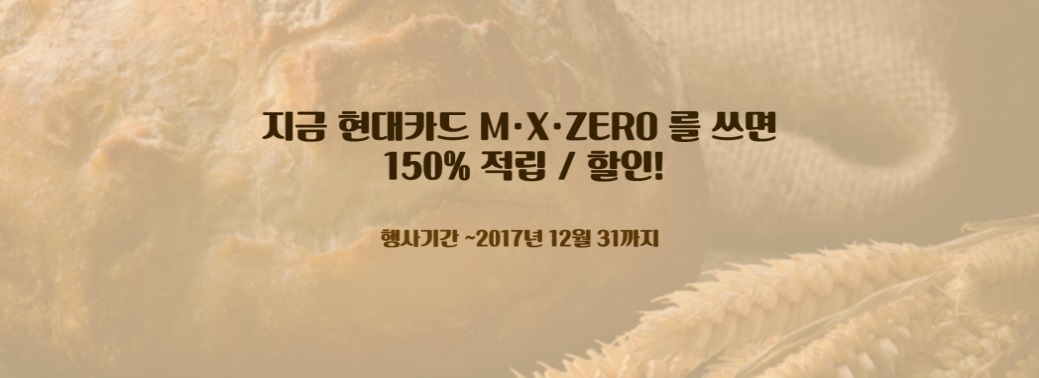 지금 현대카드 M·X·ZERO 를 쓰면
150% 적립 / 할인!
행사기간 ~2017년 12월 31까지